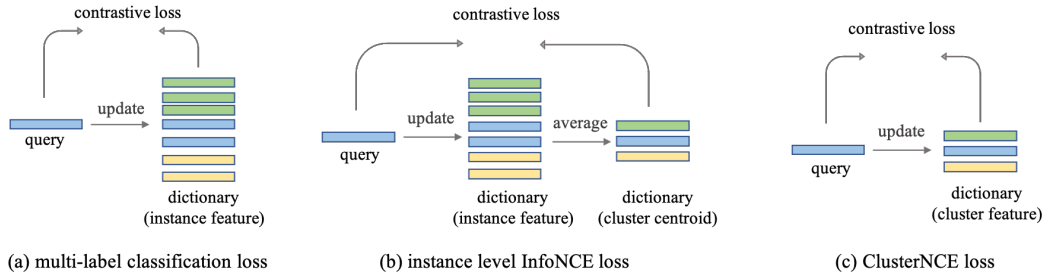 contrastive loss
update
query
dictionary
(instance feature)
(a) multi-label classification loss
contrastive loss
update
average
query
dictionary
(instance feature)
dictionary
(cluster centroid)
(b) instance level InfoNCE loss
contrastive loss
update
query
dictionary
(cluster feature)
(c) ClusterNCE loss